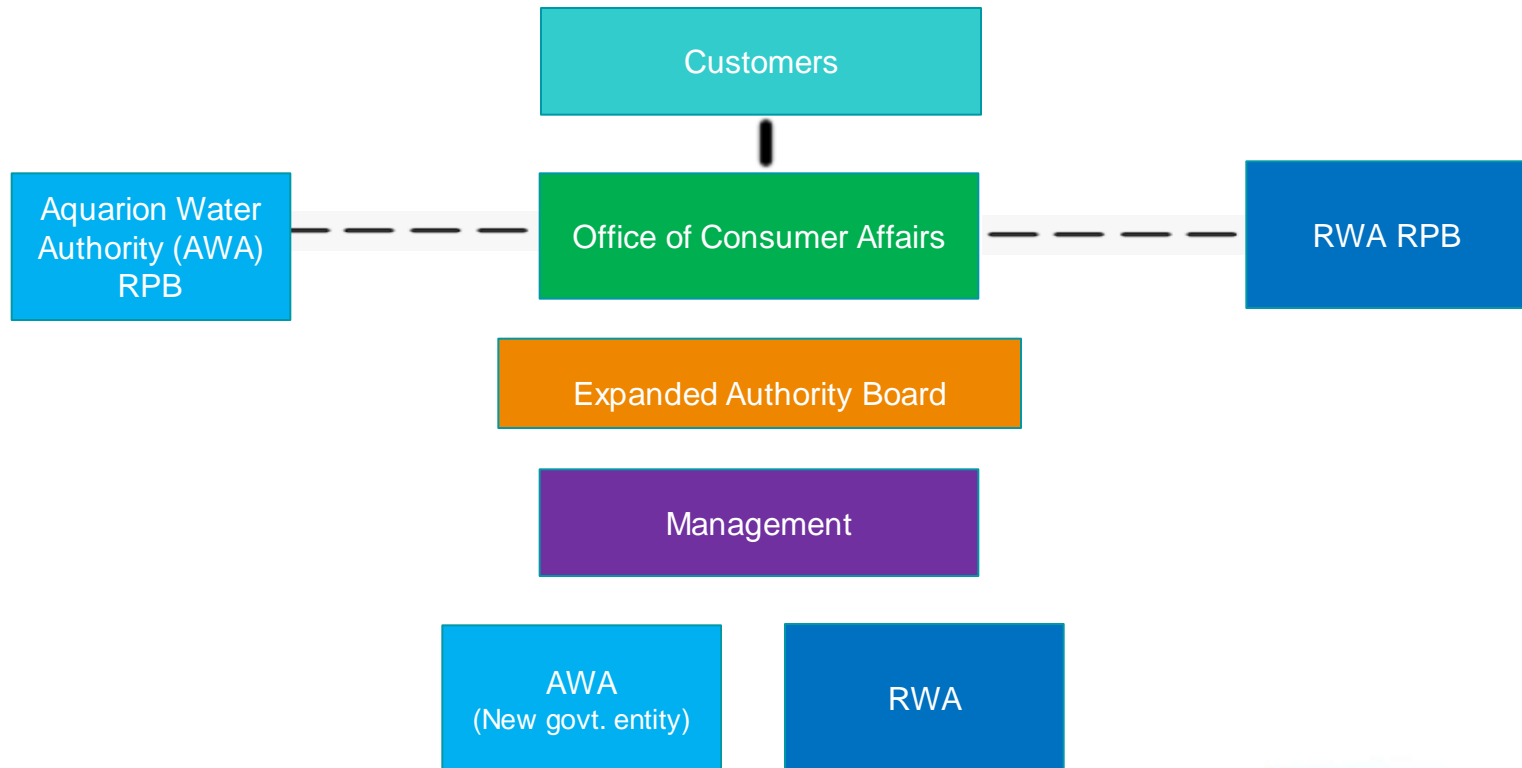 Customers
Aquarion Water
Authority (AWA)
RPB
Office of Consumer Affairs
RWA RPB
Expanded Authority Board
Management
AWA
(New govt. entity)
RWA